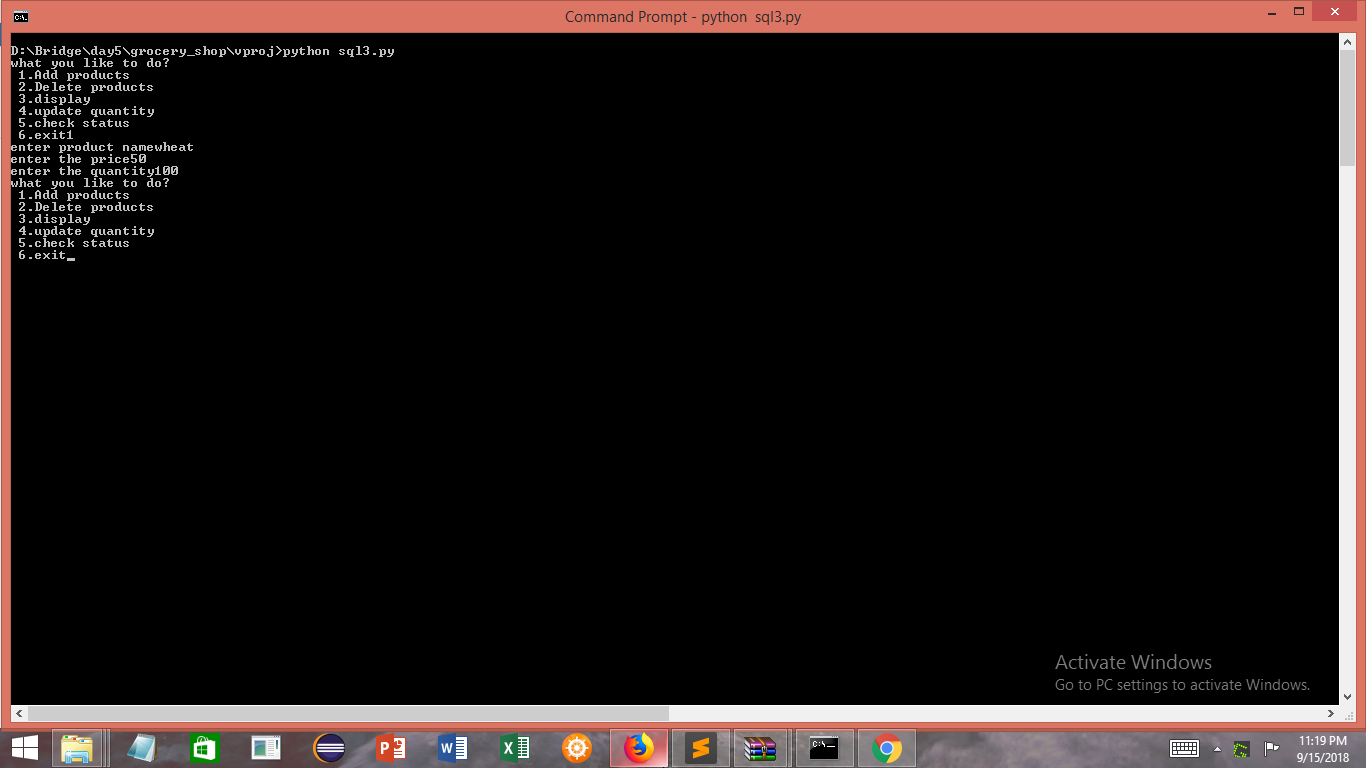 Command Prompt - python  sql3.py
D:\Bridge\day5\grocery_shop\vproj>python  sql3.py
what you like to do?
 1.Add products
 2.Delete products
 3.display
 4.update quantity
 5.check status
 6.exit1
enter product namewheat
enter the price50
enter the quantity100
what you like to do?
 1.Add products
 2.Delete products
 3.display
 4.update quantity
 5.check status
 6.exit_
Activate Windows
Go to PC settings to activate Windows.
11:19 PM
9/15/2018